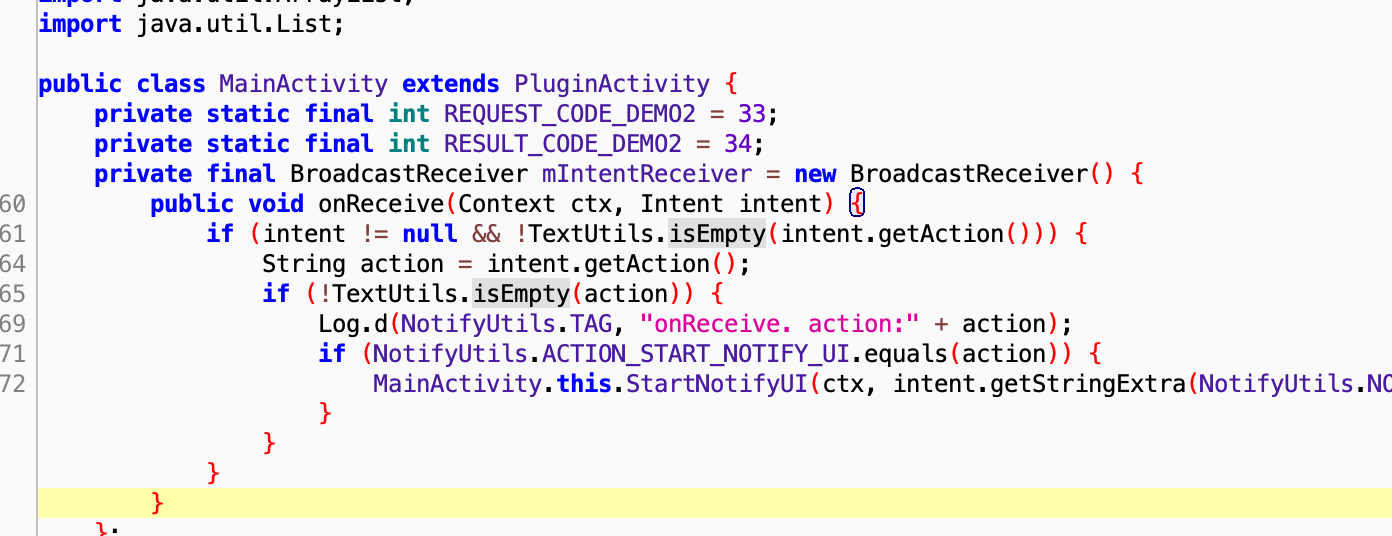 import java.util.ArrayList;
import java.util.List;
public class MainActivity extends PluginActivity {
private static final int REQUEST_CODE_DEMO2 = 33;
private static final int RESULT_CODE_DEMO2 = 34;
private final BroadcastReceiver mIntentReceiver = new BroadcastReceiver() {
60 public void onReceive(Context ctx, Intent intent) {
61 if (intent != null && !TextUtils.isEmpty(intent.getAction())) {
64 String action = intent.getAction();
65 if (!TextUtils.isEmpty(action)) {
69 Log.d(NotifyUtils.TAG, "onReceive. action:" + action);
71 if (NotifyUtils.ACTION_START_NOTIFY_UI.equals(action)) {
72 MainActivity.this.StartNotifyUI(ctx, intent.getStringExtra(NotifyUtils.NO
}
}
}
}
};